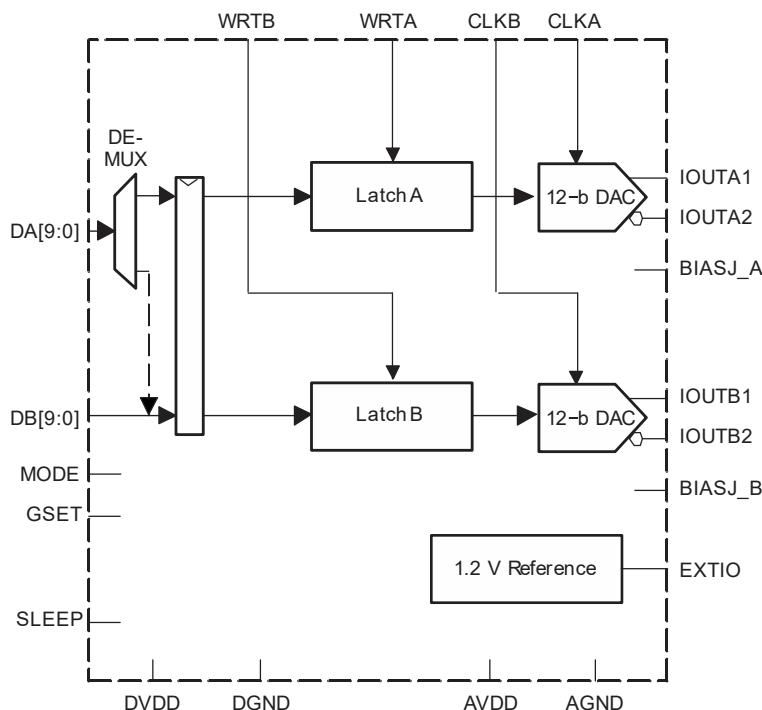 WRTB WRTA CLKB CLKA
DE-
MUX
Latch A
12−b DAC
IOUTA1
IOUTA2
DA[9:0]
BIASJ_A
IOUTB1
DB[9:0]
Latch B
12−b DAC
IOUTB2
MODE
BIASJ_B
GSET
1.2 V Reference
EXTIO
SLEEP
DVDD DGND AVDD AGND